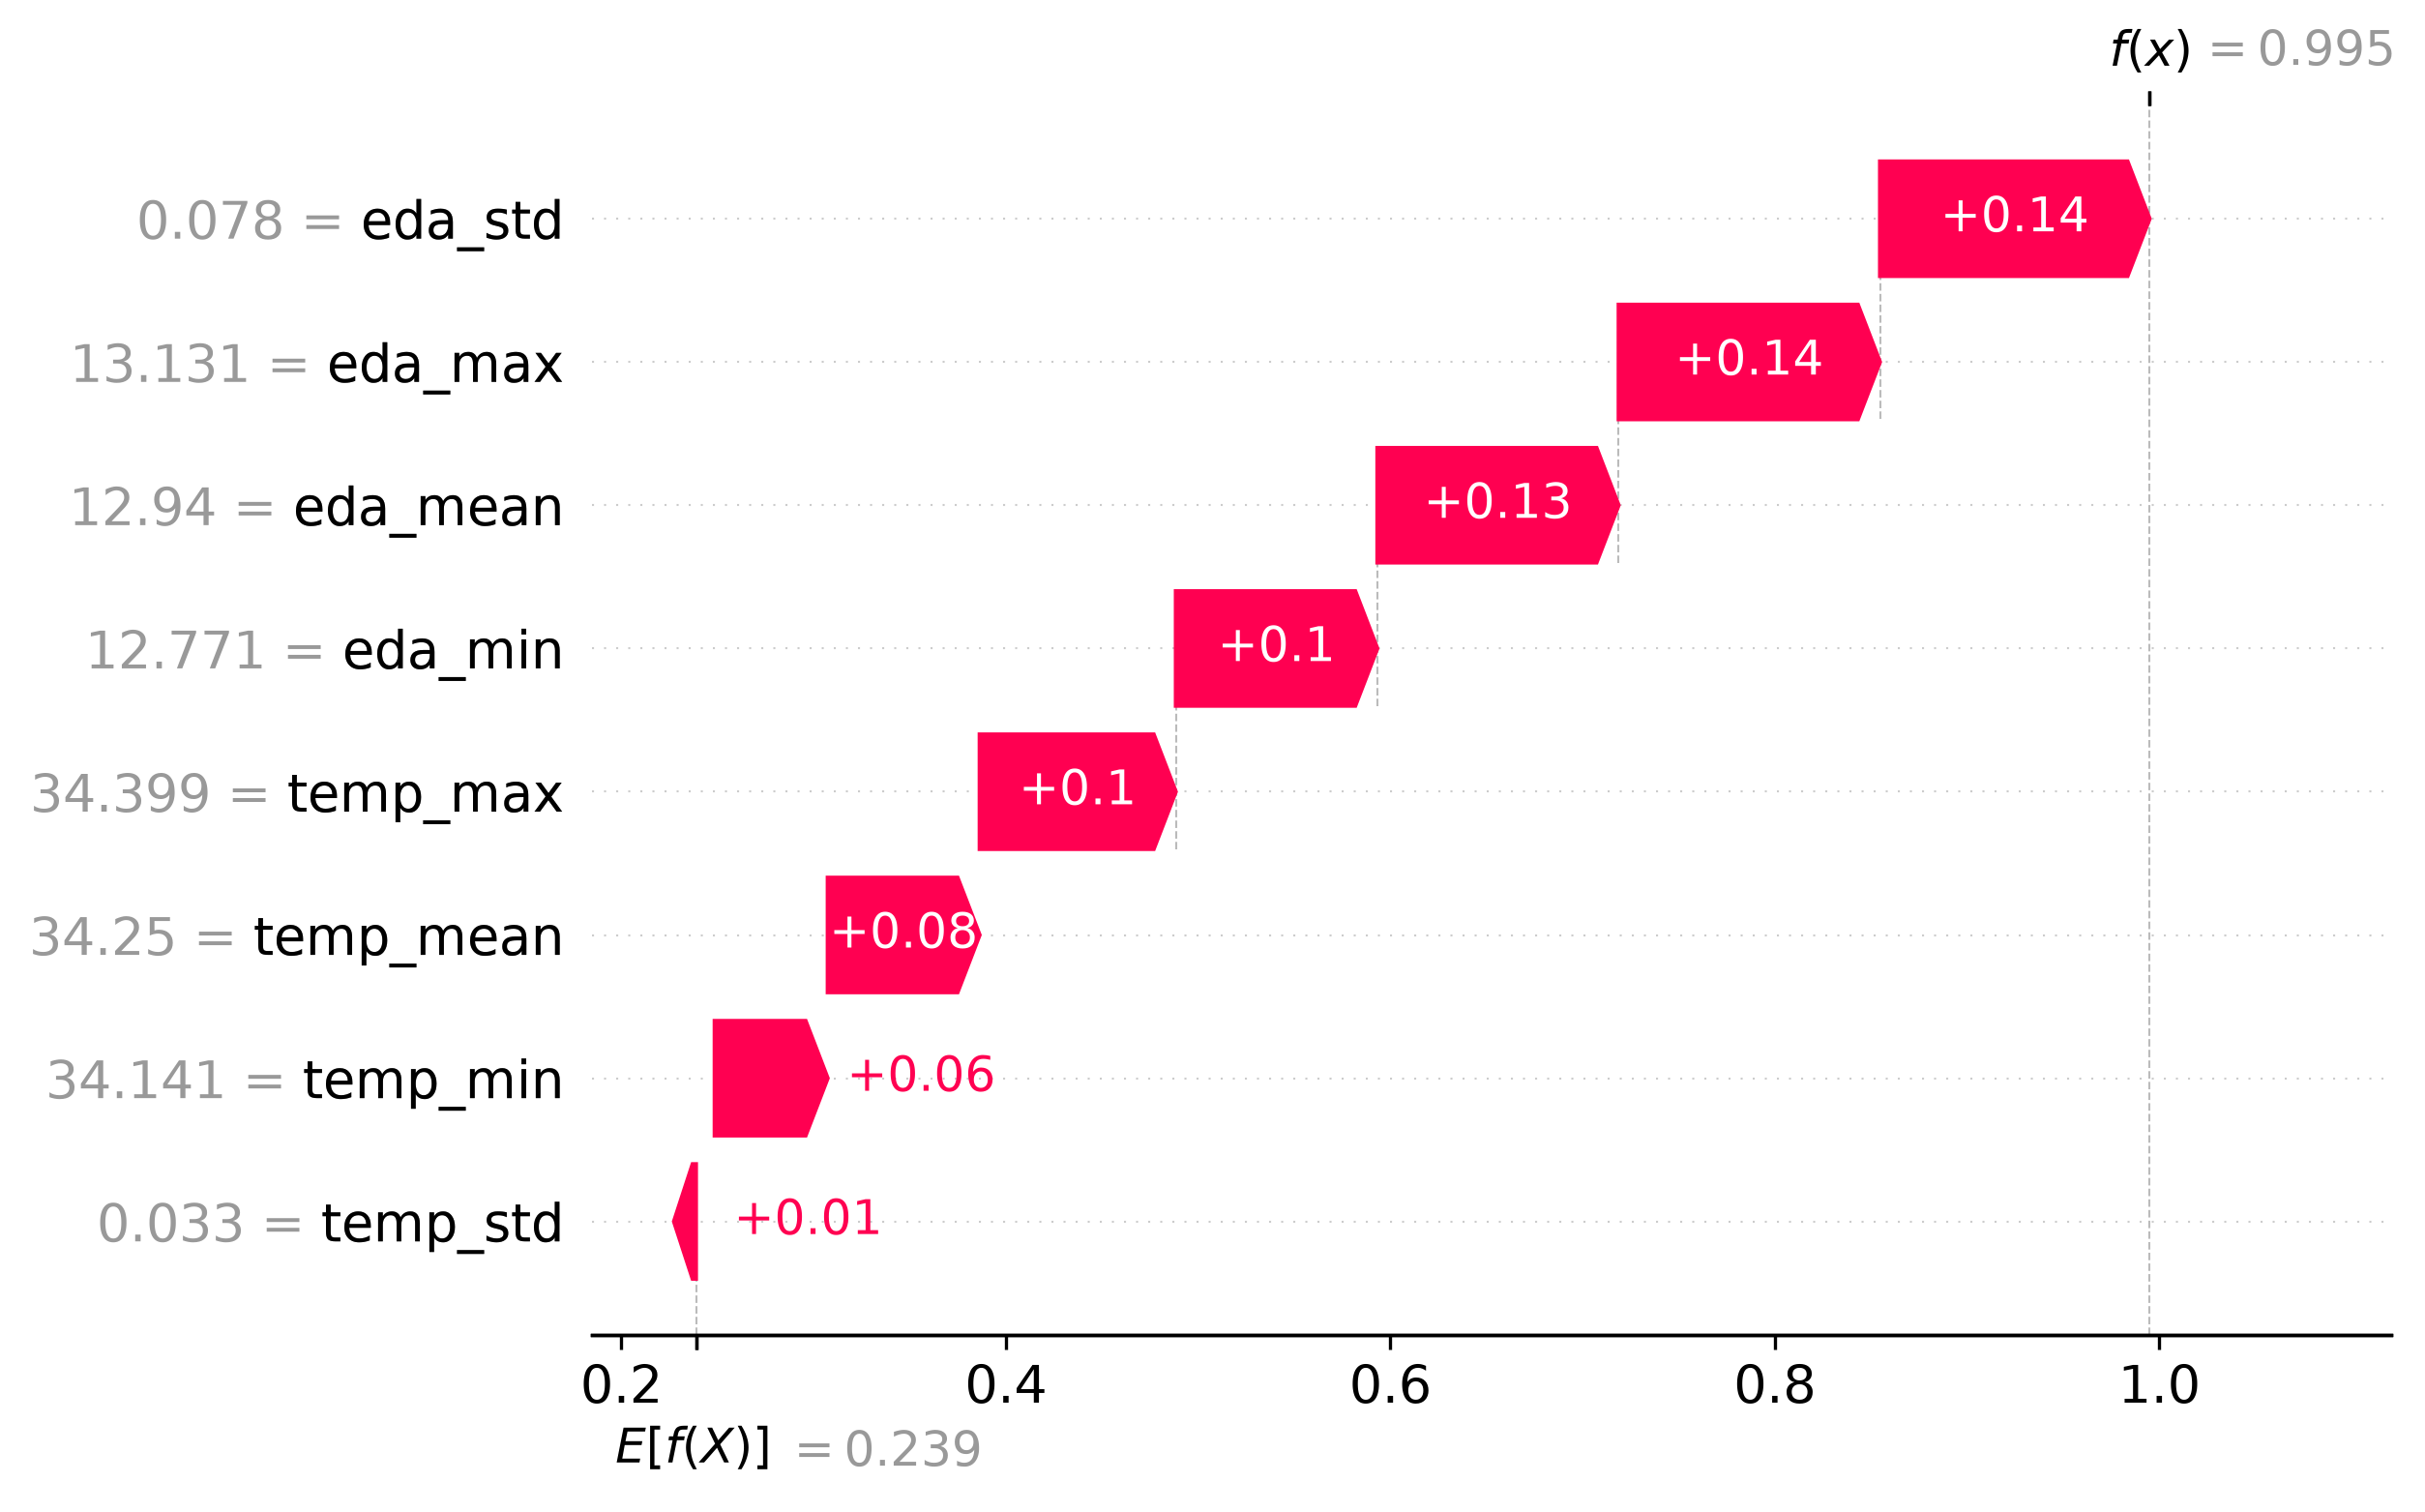 f(x) = 0.995
0.078 = eda_std +0.14
13.131 = eda_max +0.14
12.94 = eda_mean +0.13
12.771 = eda_min +0.1
34.399 = temp_max +0.1
34.25 = temp_mean +0.08
34.141 = temp_min +0.06
0.033 = temp_std +0.01
0.2 0.4 0.6 0.8 1.0
E[f(X)] = 0.239